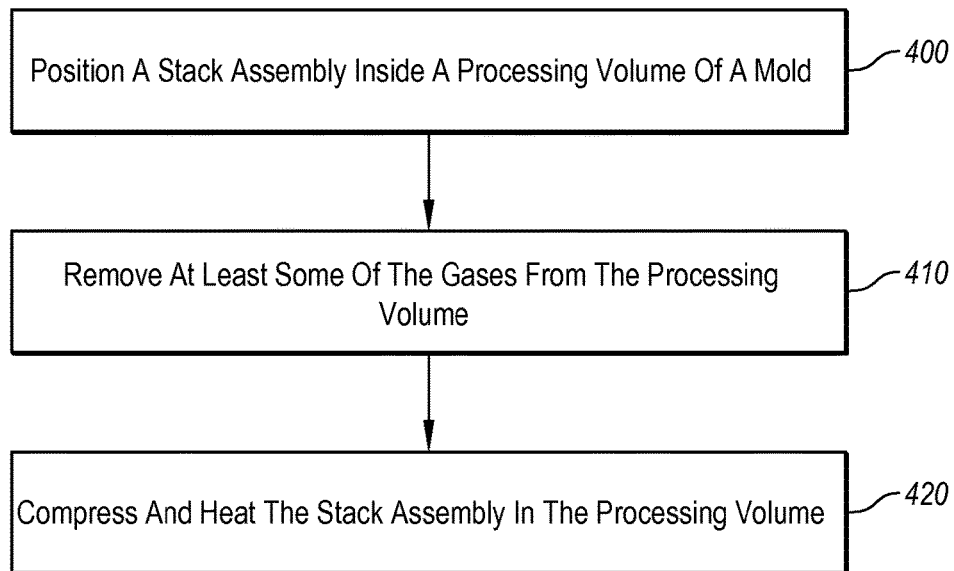 Position A Stack Assembly Inside A Processing Volume Of A Mold
400
Remove At Least Some Of The Gases From The Processing
Volume
410
Compress And Heat The Stack Assembly In The Processing Volume
420